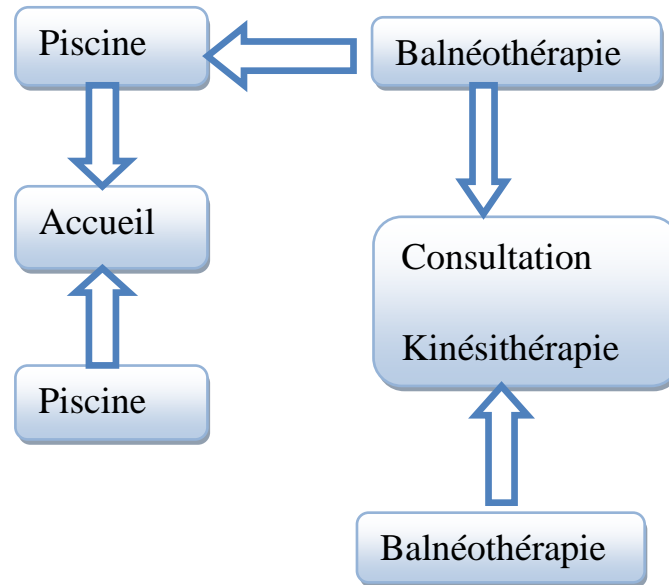 Piscine
Balnéothérapie
Accueil
Consultation
Kinésithérapie
Piscine
Balnéothérapie